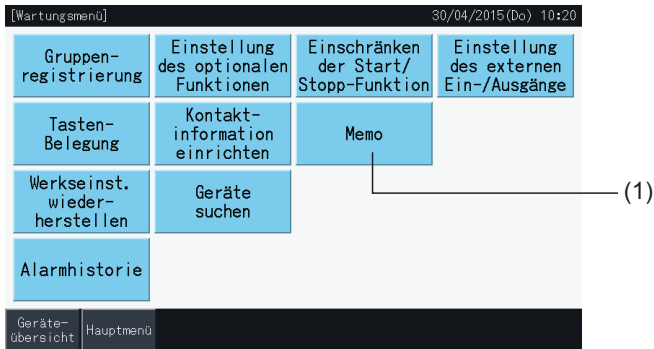 [Wartungsmenü] 30/04/2015(Do) 10:20
Gruppen-
registrierung
Einstellung
des optionalen
Funktionen
Einschränken
der Start/
Stopp-Funktion
Einstellung
des externen
Ein-/Ausgänge
Tasten-
Belegung
Kontakt-
information
einrichten
Memo
(1)
Werkseinst.
wieder-
herstellen
Geräte
suchen
Alarmhistorie
Geräte-
übersicht
Hauptmenü